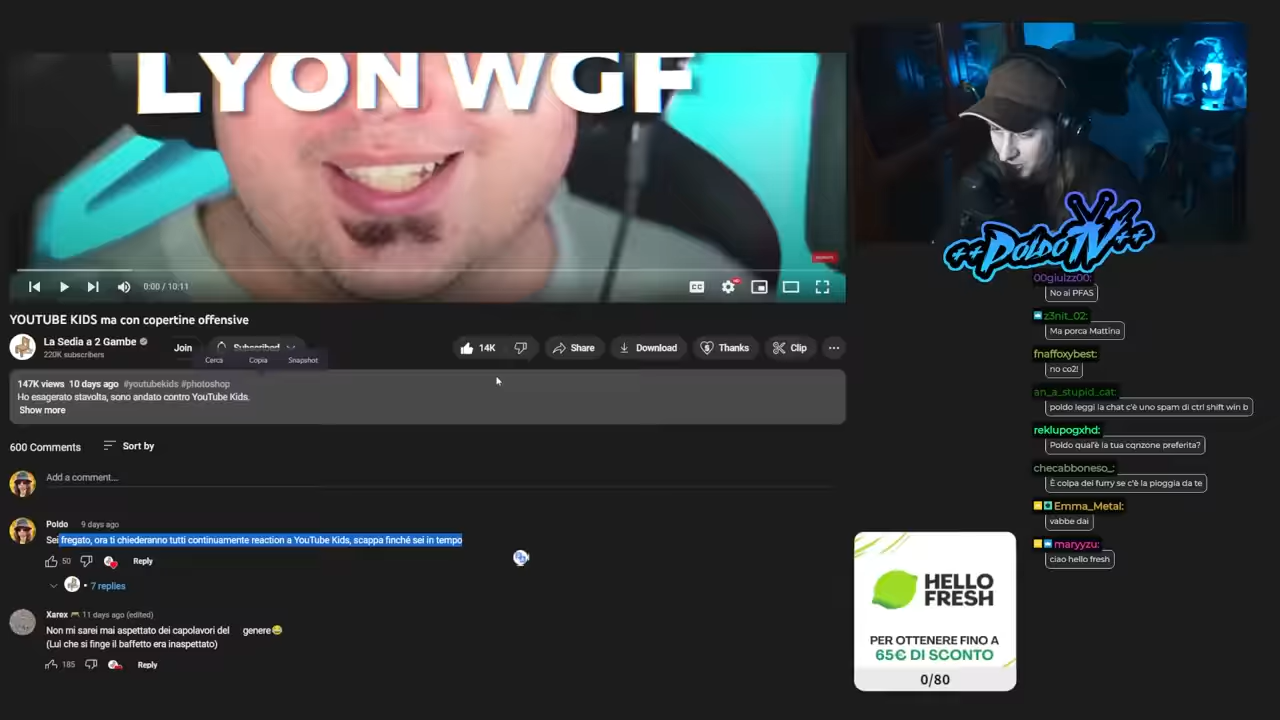 LYON WGF
0:00 / 10:11
YOUTUBE KIDS ma con copertine offensive
La Sedia a 2 Gambe
220K subscribers
Join
Subscribed
14K
Share
Download
Thanks
Clip
Cerca
Copia
Snapshot
147K views 10 days ago #youtubekids #photoshop
Ho esagerato stavolta, sono andato contro YouTube Kids.
Show more
600 Comments
Sort by
Add a comment...
Poldo 9 days ago
Sei fregato, ora ti chiederanno tutti continuamente reaction a YouTube Kids, scappa finché sei in tempo
50
Reply
7 replies
Xarex 11 days ago (edited)
Non mi sarei mai aspettato dei capolavori del genere😂
(Lui che si finge il baffetto era inaspettato)
185
Reply
++POLDO TV++
00giulzz00:
No ai PFAS
z3nit_02:
Ma porca Mattina
fnaffoxybest:
no co2!
an_a_stupid_cat:
poldo leggi la chat c'è uno spam di ctrl shift win b
reklupogxhd:
Poldo qual'è la tua cqnzone preferita?
checabboneso_:
È colpa dei furry se c'è la pioggia da te
Emma_Metal:
vabbe dai
maryyzu:
ciao hello fresh
HELLO
FRESH
PER OTTENERE FINO A
65€ DI SCONTO
0/80